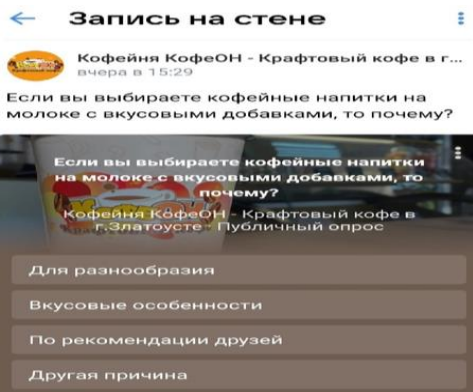 Запись на стене
Кофейня КофеОН - Крафтовый кофе в г...
вчера в 15:29
Если вы выбираете кофейные напитки на
молоке с вкусовыми добавками, то почему?
Если вы выбираете кофейные напитки
на молоке с вкусовыми добавками, то
почему?
Кофейня КофеОН - Крафтовый кофе в
г.Златоусте · Публичный опрос
Для разнообразия
Вкусовые особенности
По рекомендации друзей
Другая причина